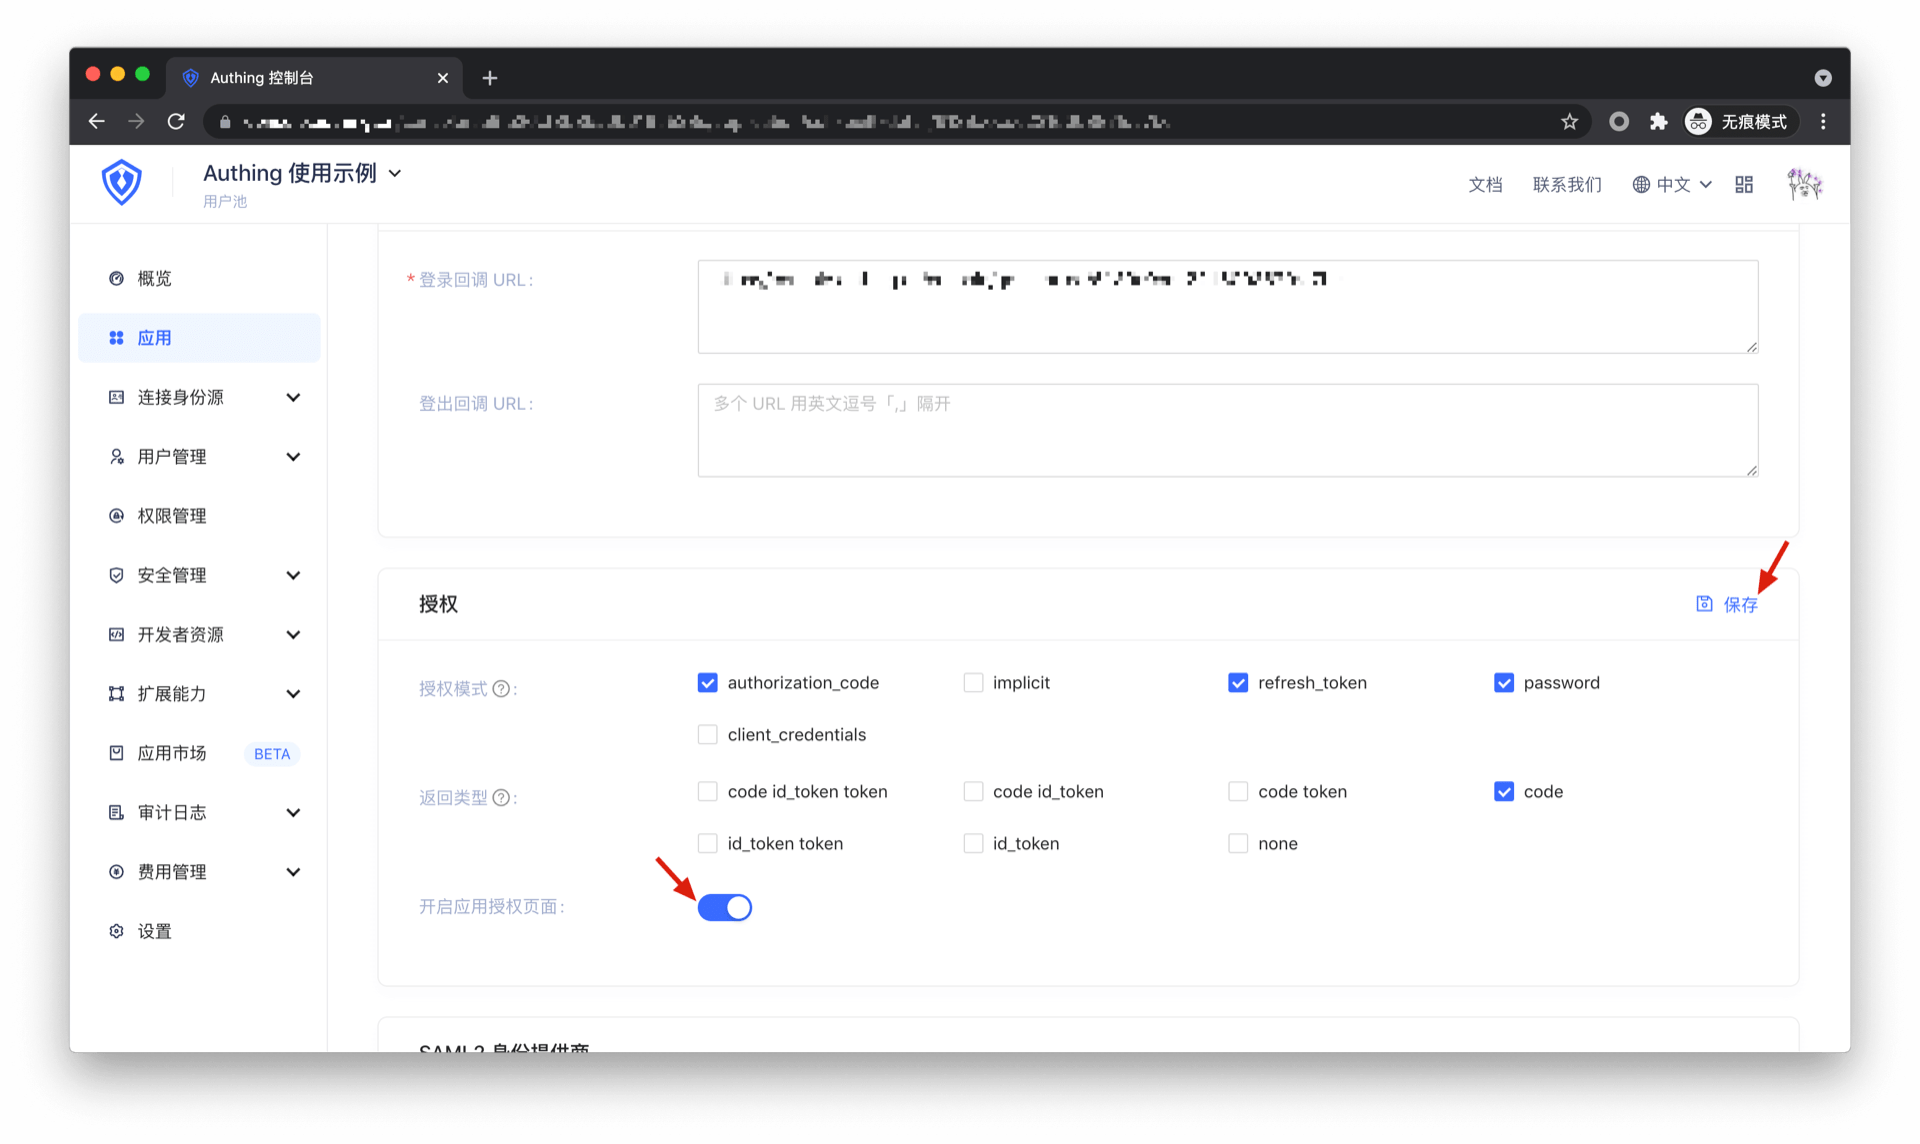 Authing 控制台
无痕模式
Authing 使用示例
用户池
文档
联系我们
中文
概览
应用
连接身份源
用户管理
权限管理
安全管理
开发者资源
扩展能力
应用市场 BETA
审计日志
费用管理
设置
* 登录回调 URL :
登出回调 URL :
多个 URL 用英文逗号「,」隔开
授权
保存
授权模式 ? :
authorization_code
implicit
refresh_token
password
client_credentials
返回类型 ? :
code id_token token
code id_token
code token
code
id_token token
id_token
none
开启应用授权页面 :
SAML2 身份提供商